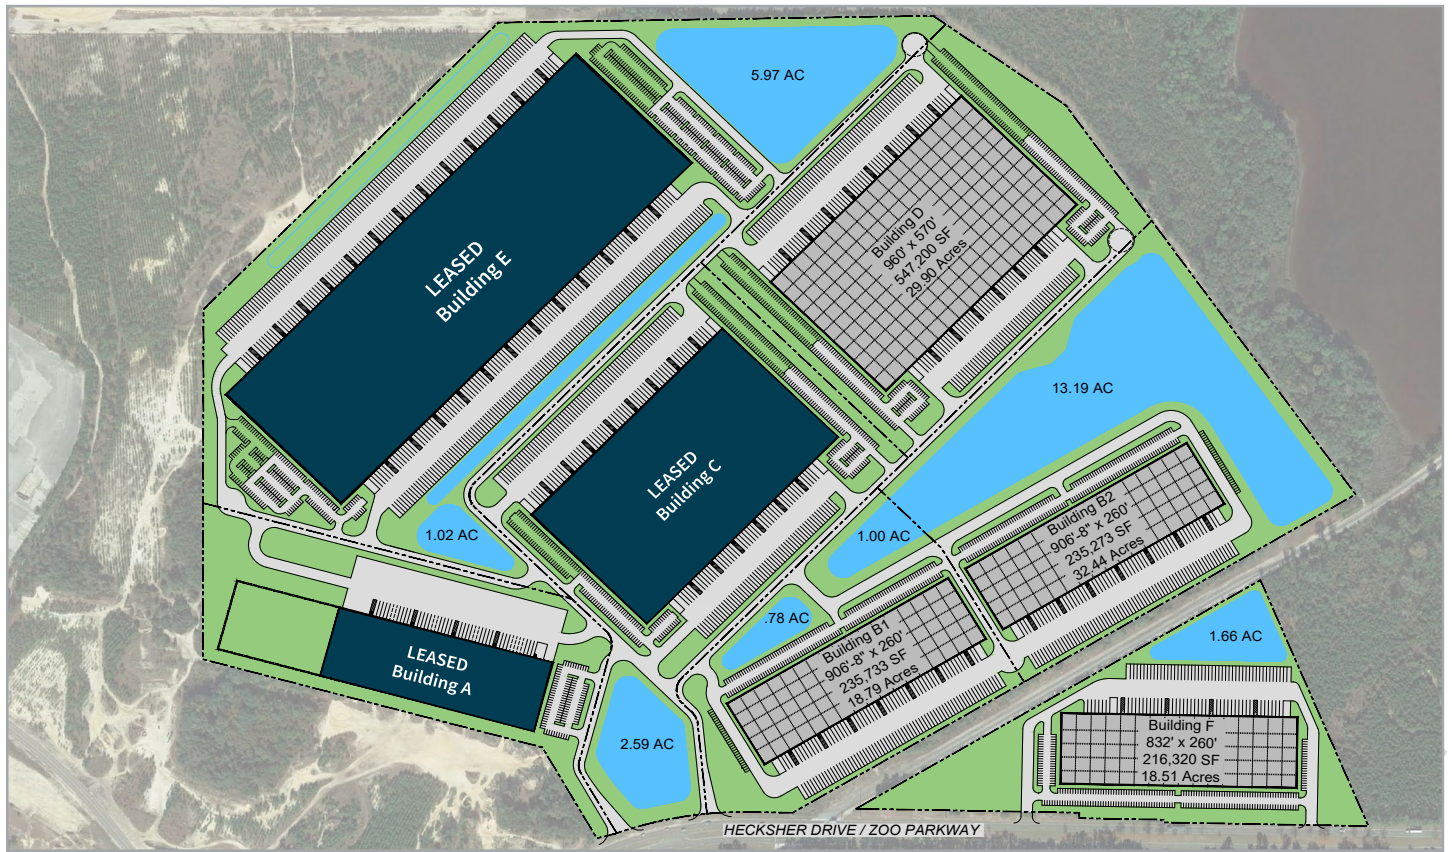 5.97 AC
LEASED
Building E
Building D
960' x 570'
547,200 SF
29.90 Acres
13.19 AC
LEASED
Building C
1.02 AC
1.00 AC
Building B2
906'-8" x 260'
235,273 SF
32.44 Acres
.78 AC
Building B1
906'-8" x 260'
235,733 SF
18.79 Acres
1.66 AC
LEASED
Building A
2.59 AC
Building F
832' x 260'
216,320 SF
18.51 Acres
HECKSHER DRIVE / ZOO PARKWAY